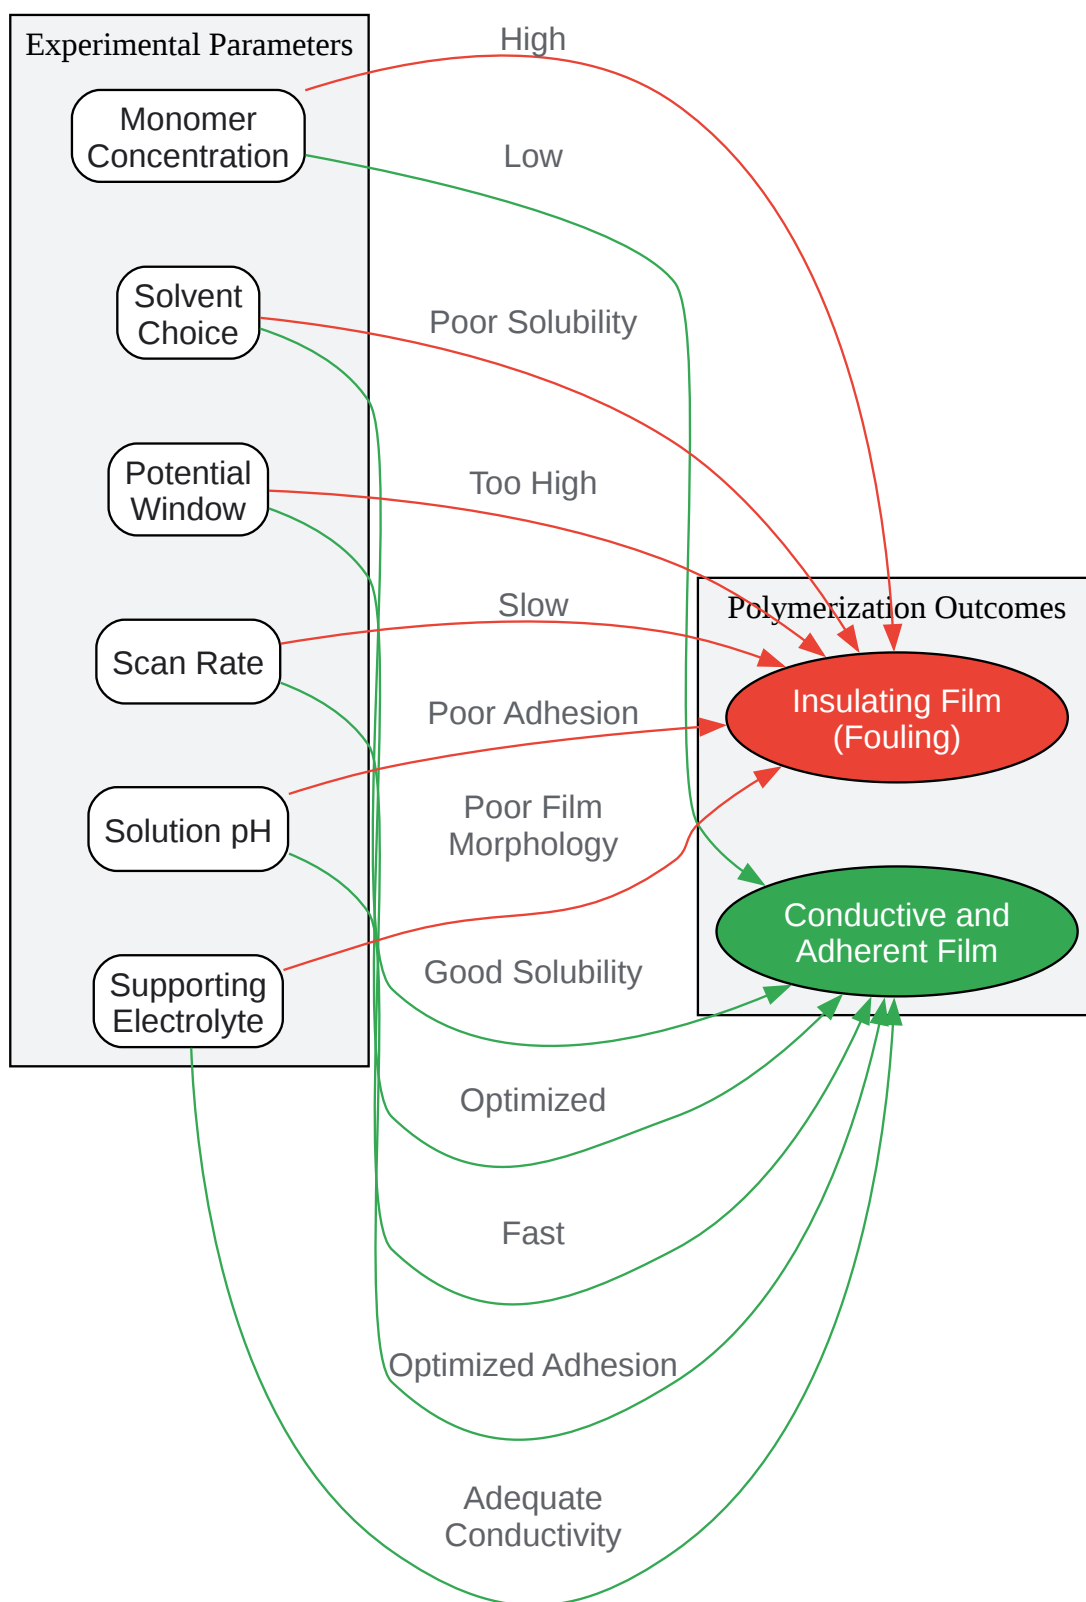 Experimental Parameters
Monomer
Concentration
Solvent
Choice
Potential
Window
Scan Rate
Solution pH
Supporting
Electrolyte
High
Low
Poor Solubility
Too High
Slow
Poor Adhesion
Poor Film
Morphology
Good Solubility
Optimized
Fast
Optimized Adhesion
Adequate
Conductivity
Polymerization Outcomes
Insulating Film
(Fouling)
Conductive and
Adherent Film